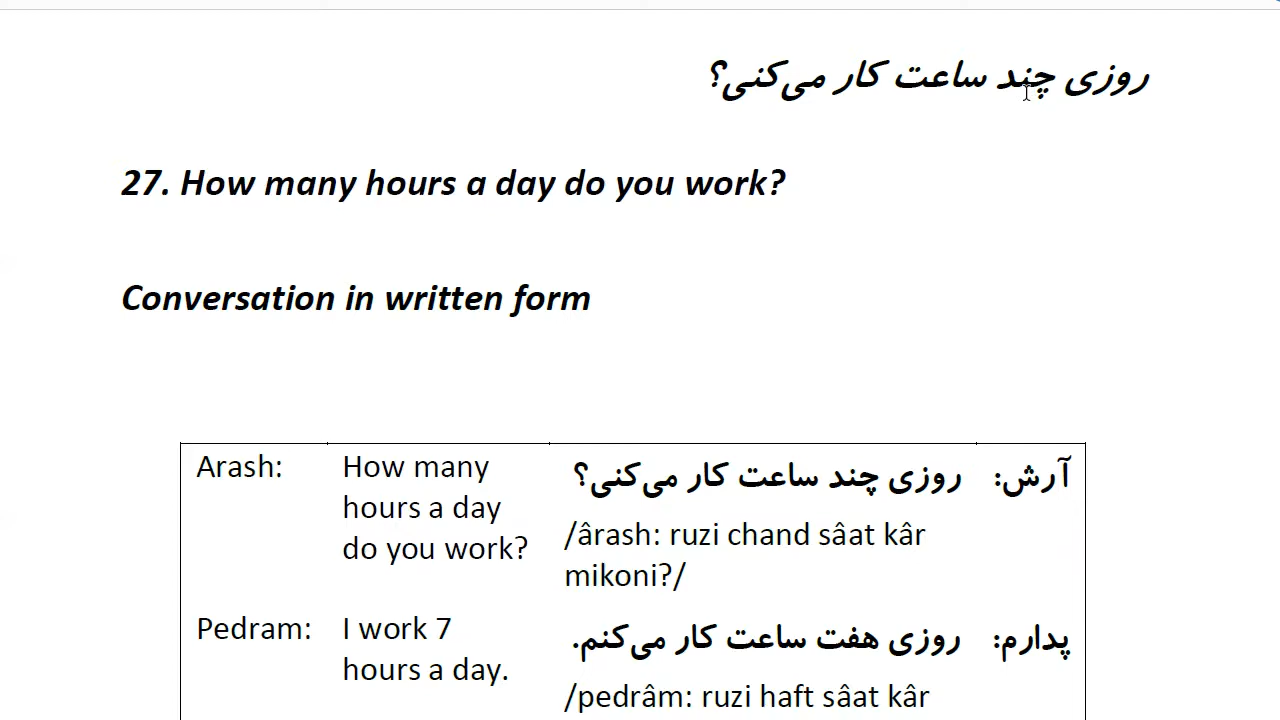 روزی چند ساعت کار می‌کنی؟
27. How many hours a day do you work?
Conversation in written form
Arash:
How many
hours a day
do you work?
روزی چند ساعت کار می‌کنی؟
/ârash: ruzi chand sâat kâr
mikoni?/
آرش:
Pedram:
I work 7
hours a day.
روزی هفت ساعت کار می‌کنم.
/pedrâm: ruzi haft sâat kâr
پدارم: